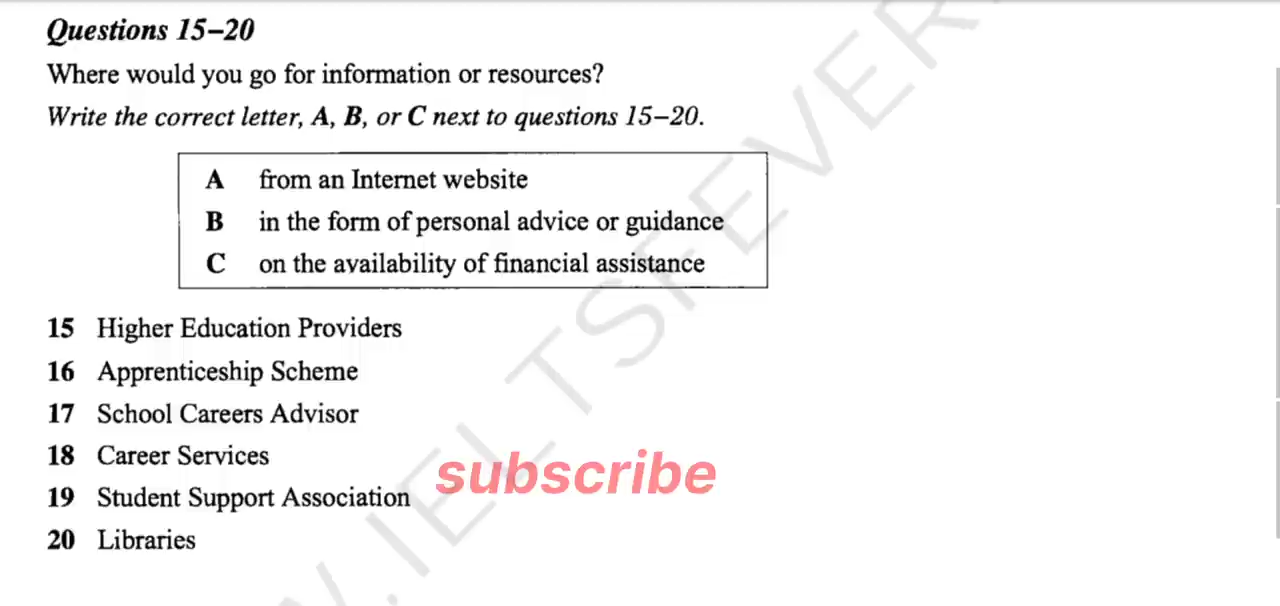 Questions 15–20
Where would you go for information or resources?
Write the correct letter, A, B, or C next to questions 15–20.
A from an Internet website
B in the form of personal advice or guidance
C on the availability of financial assistance
15 Higher Education Providers
16 Apprenticeship Scheme
17 School Careers Advisor
18 Career Services
19 Student Support Association
20 Libraries
subscribe
W.IELTSFEVER.